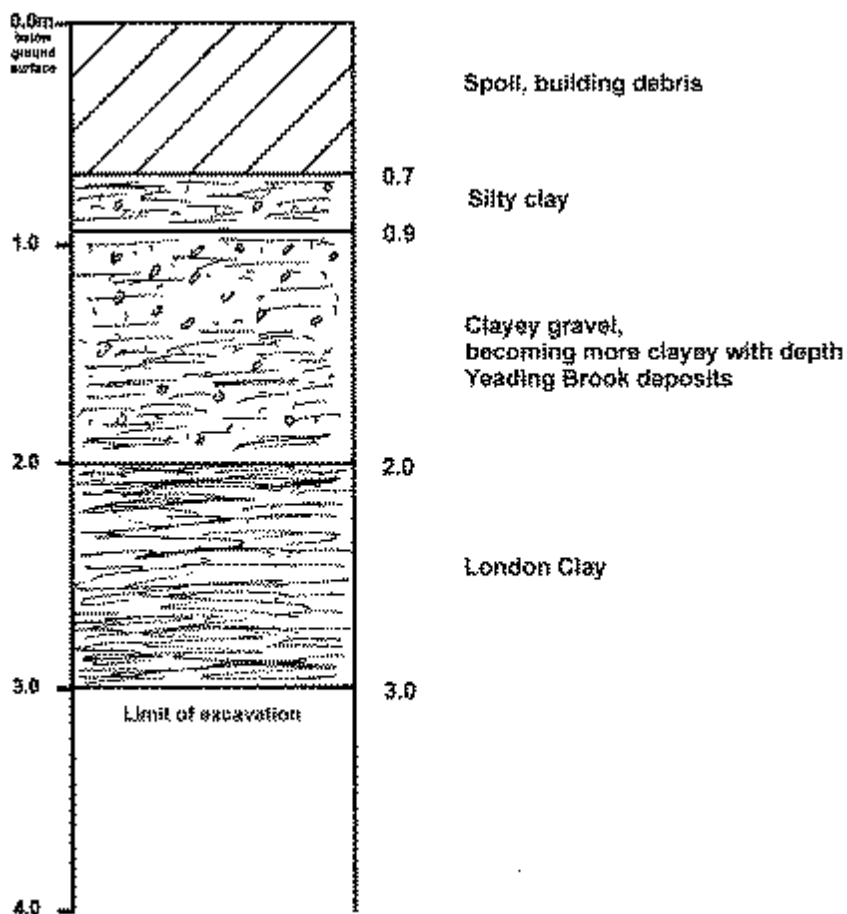 0.0m
below
ground
surface
Spoil, building debris
0.7
Silty clay
0.9
1.0
Clayey gravel,
becoming more clayey with depth
Yeading Brook deposits
2.0
2.0
London Clay
3.0
3.0
Limit of excavation
4.0